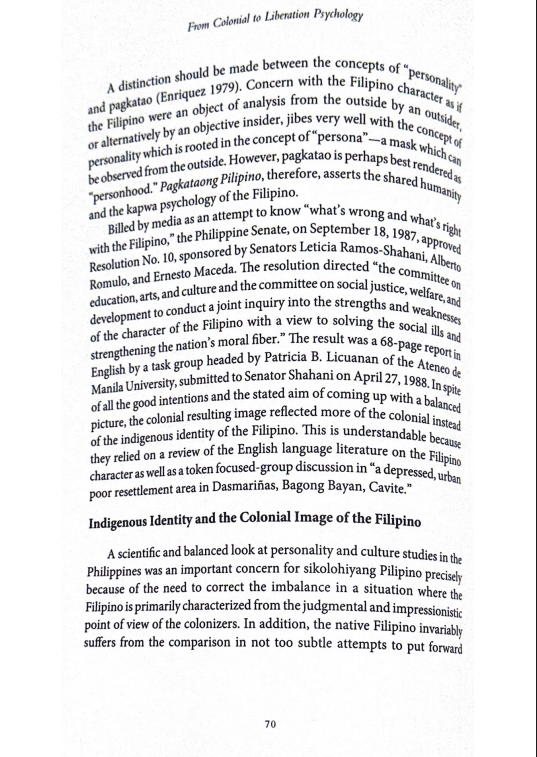 From Colonial to Liberation Psychology
A distinction should be made between the concepts of “personality”
and pagkatao (Enriquez 1979). Concern with the Filipino character as if
the Filipino were an object of analysis from the outside by an outsider,
or alternatively by an objective insider, jibes very well with the concept of
personality which is rooted in the concept of “persona”—a mask which can
be observed from the outside. However, pagkatao is perhaps best rendered as
“personhood.” Pagkataong Pilipino, therefore, asserts the shared humanity
and the kapwa psychology of the Filipino.
Billed by media as an attempt to know “what’s wrong and what’s right
with the Filipino,” the Philippine Senate, on September 18, 1987, approved
Resolution No. 10, sponsored by Senators Leticia Ramos-Shahani, Alberto
Romulo, and Ernesto Maceda. The resolution directed “the committee on
education, arts, and culture and the committee on social justice, welfare, and
development to conduct a joint inquiry into the strengths and weaknesses
of the character of the Filipino with a view to solving the social ills and
strengthening the nation’s moral fiber.” The result was a 68-page report in
English by a task group headed by Patricia B. Licuanan of the Ateneo de
Manila University, submitted to Senator Shahani on April 27, 1988. In spite
of all the good intentions and the stated aim of coming up with a balanced
picture, the colonial resulting image reflected more of the colonial instead
of the indigenous identity of the Filipino. This is understandable because
they relied on a review of the English language literature on the Filipino
character as well as a token focused-group discussion in “a depressed, urban
poor resettlement area in Dasmariñas, Bagong Bayan, Cavite.”
Indigenous Identity and the Colonial Image of the Filipino
A scientific and balanced look at personality and culture studies in the
Philippines was an important concern for sikolohiyang Pilipino precisely
because of the need to correct the imbalance in a situation where the
Filipino is primarily characterized from the judgmental and impressionistic
point of view of the colonizers. In addition, the native Filipino invariably
suffers from the comparison in not too subtle attempts to put forward
70